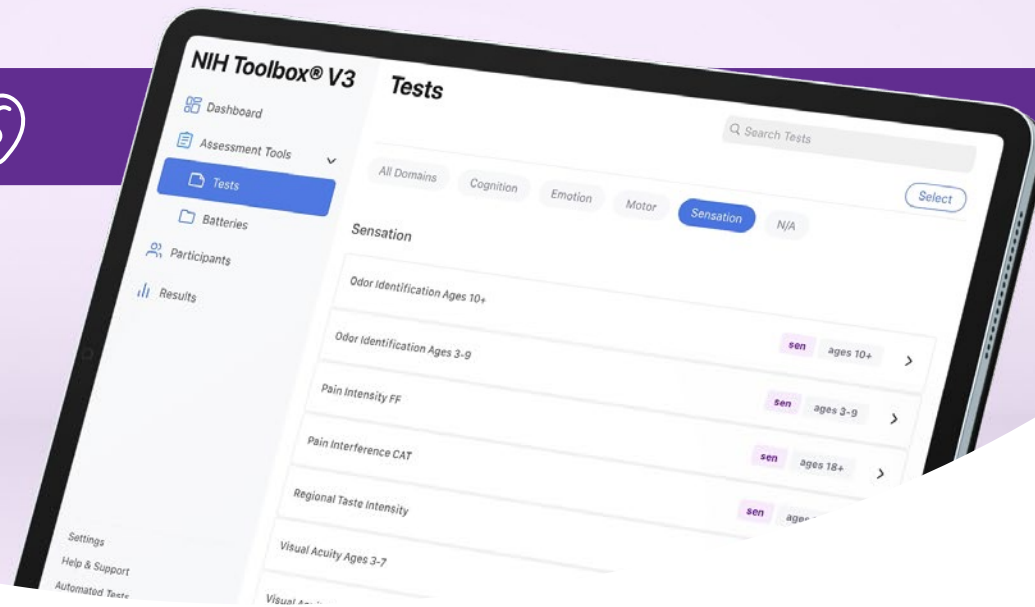 NIH Toolbox® V3
Dashboard
Assessment Tools
Tests
Batteries
Participants
Results
Settings
Help & Support
Automated Tests
Tests
Search Tests
Select
All Domains
Cognition
Emotion
Motor
Sensation
N/A
Sensation
Odor Identification Ages 10+
sen ages 10+
Odor Identification Ages 3-9
sen ages 3-9
Pain Intensity FF
sen ages 18+
Pain Interference CAT
sen
Regional Taste Intensity
Visual Acuity Ages 3-7
Visual